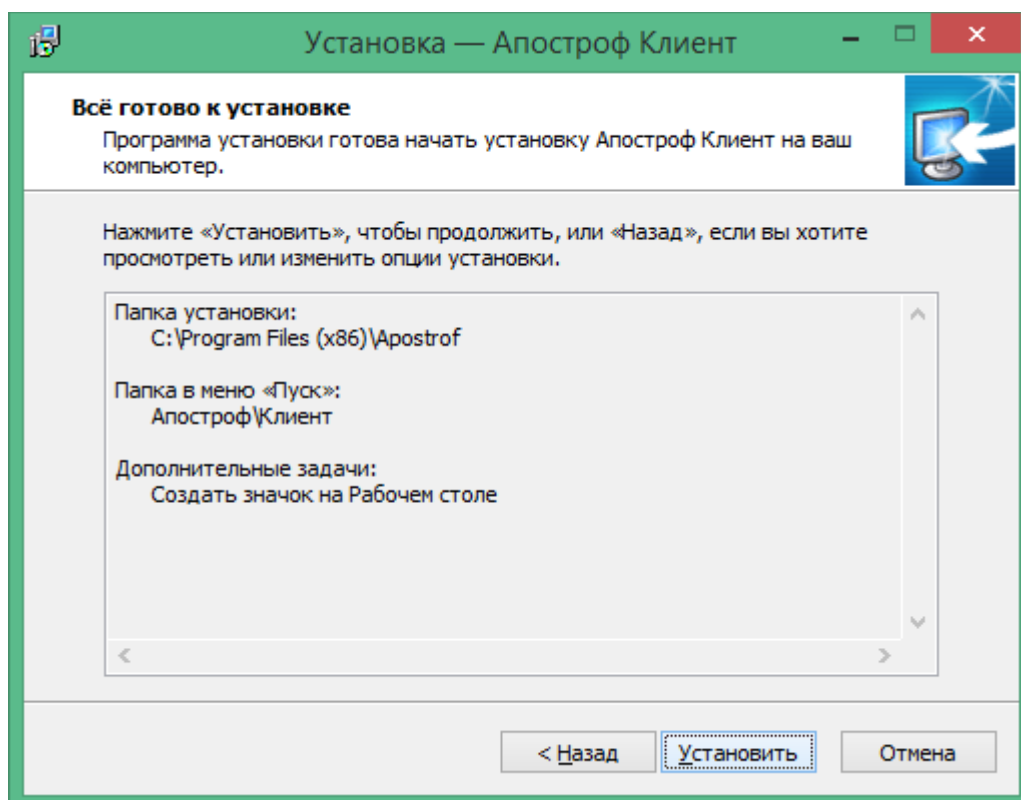 Установка — Апостроф Клиент
Всё готово к установке
Программа установки готова начать установку Апостроф Клиент на ваш
компьютер.
Нажмите «Установить», чтобы продолжить, или «Назад», если вы хотите
просмотреть или изменить опции установки.
Папка установки:
C:\Program Files (x86)\Apostrof
Папка в меню «Пуск»:
Апостроф\Клиент
Дополнительные задачи:
Создать значок на Рабочем столе
< Назад
Установить
Отмена